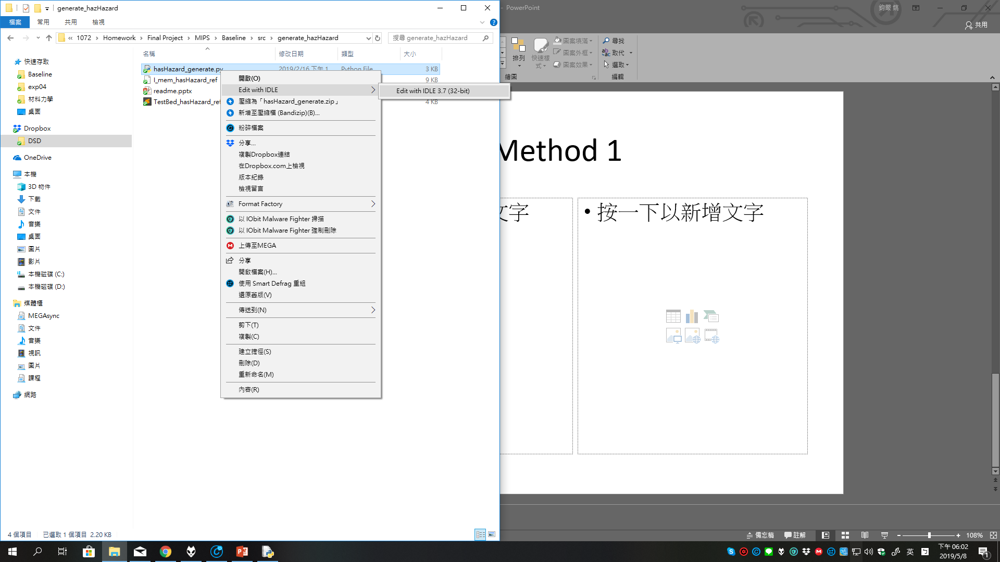 generate_hazHazard
檔案 常用 共用 檢視
« 1072 › Homework › Final Project › MIPS › Baseline › src › generate_hazHazard
搜尋 generate_hazHazard
名稱 修改日期 類型 大小
快速存取
Baseline
exp04
材料力學
桌面
Dropbox
DSD
OneDrive
本機
3D 物件
下載
文件
音樂
桌面
圖片
影片
本機磁碟 (C:)
本機磁碟 (D:)
媒體櫃
MEGAsync
文件
音樂
視訊
圖片
課程
網路
hasHazard_generate.py 2019/2/16 下午 1 Python File 3 KB
I_mem_hasHazard_ref 9 KB
readme.pptx
TestBed_hasHazard_ref 4 KB
開啟(O)
Edit with IDLE
Edit with IDLE 3.7 (32-bit)
壓縮為「hasHazard_generate.zip」
新增至壓縮檔 (Bandizip)(B)...
粉碎檔案
分享...
複製Dropbox連結
在Dropbox.com上檢視
版本紀錄
檢視留言
Format Factory
以 IObit Malware Fighter 掃描
以 IObit Malware Fighter 強制刪除
上傳至MEGA
分享
開啟檔案(H)...
使用 Smart Defrag 重組
還原舊版(V)
傳送到(N)
剪下(T)
複製(C)
建立捷徑(S)
刪除(D)
重新命名(M)
內容(R)
4 個項目 已選取 1 個項目 2.20 KB
- PowerPoint
鈞嚴 姚
共用
排列
快速樣式
圖案填滿
圖案外框
圖案效果
繪圖
尋找
取代
選取
編輯
Method 1
文字
• 按一下以新增文字
備忘稿 註解 108%
英
下午 06:02
2019/5/8
1